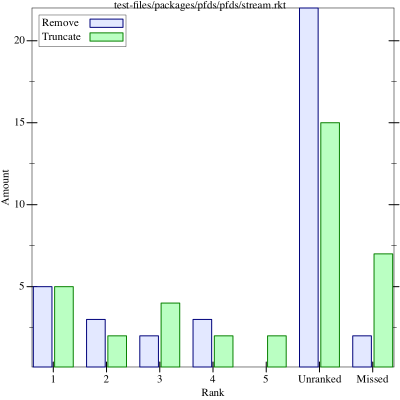 test-files/packages/pfds/pfds/stream.rkt
Remove
Truncate
20
15
10
5
Amount
1 2 3 4 5 Unranked Missed
Rank